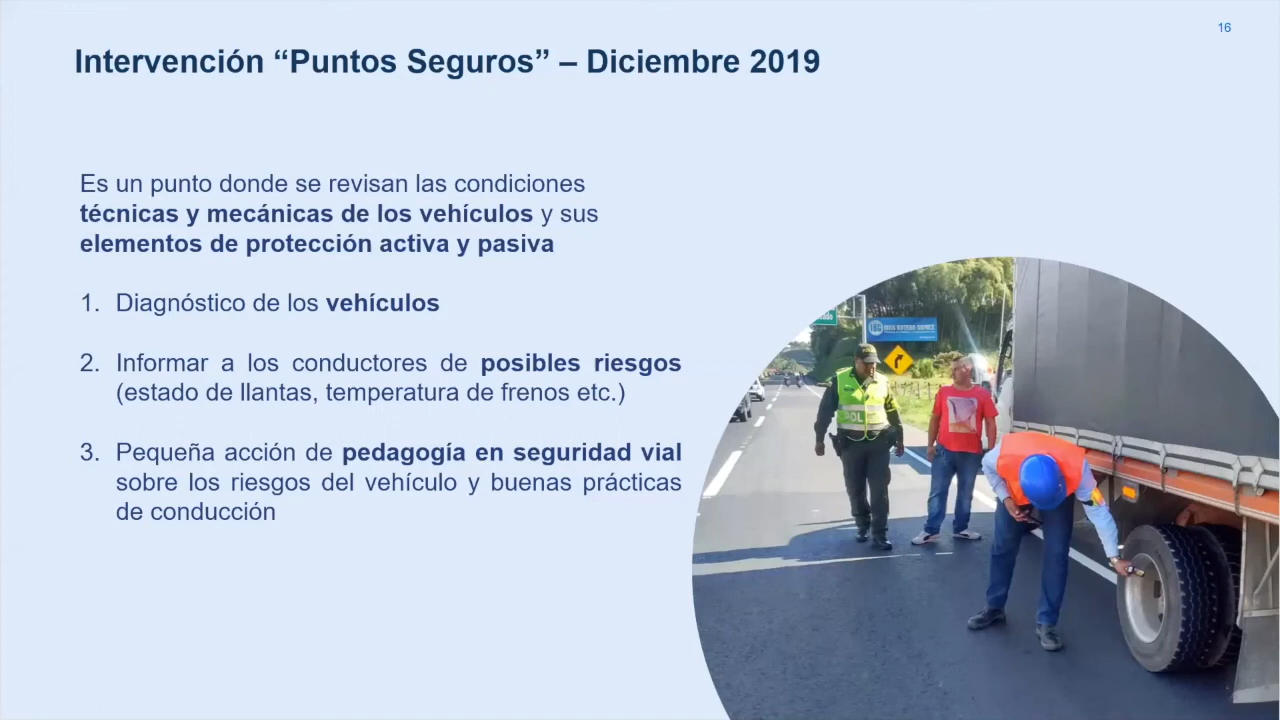 16
Intervención “Puntos Seguros” – Diciembre 2019
Es un punto donde se revisan las condiciones
técnicas y mecánicas de los vehículos y sus
elementos de protección activa y pasiva
1. Diagnóstico de los vehículos
2. Informar a los conductores de posibles riesgos
(estado de llantas, temperatura de frenos etc.)
3. Pequeña acción de pedagogía en seguridad vial
sobre los riesgos del vehículo y buenas prácticas
de conducción
POL